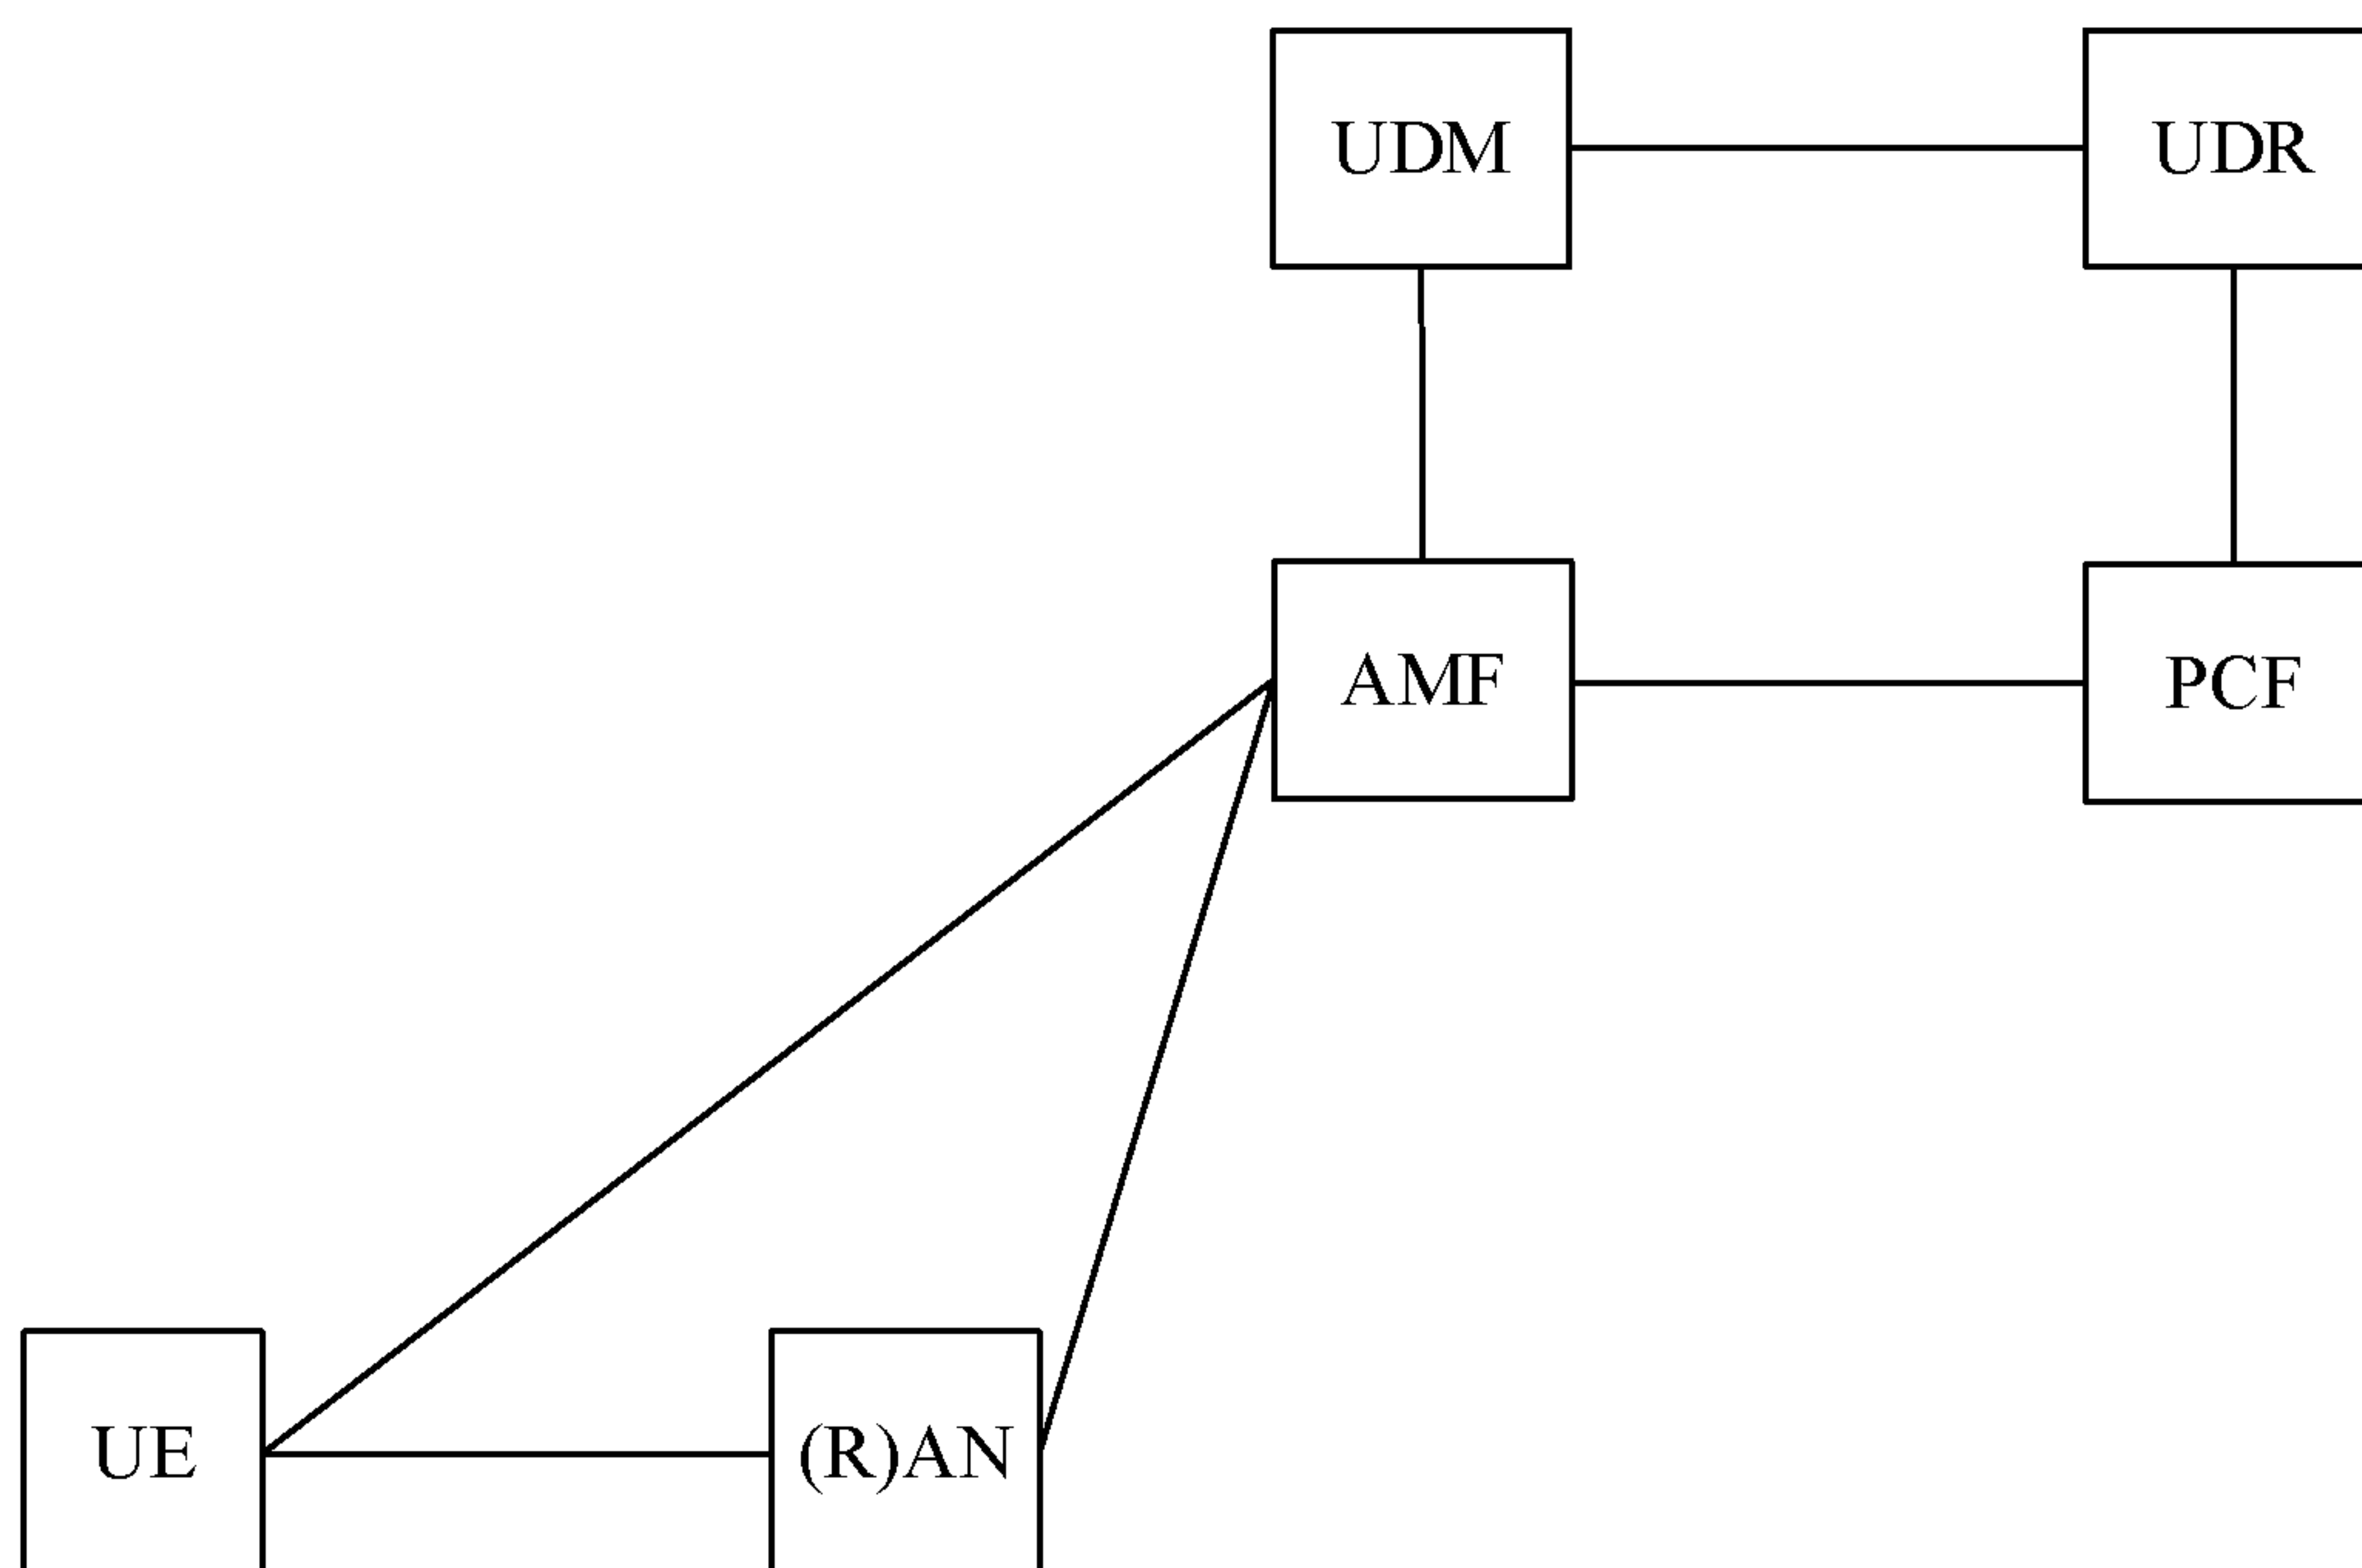 UDM
UDR
AMF
PCF
UE
(R)AN